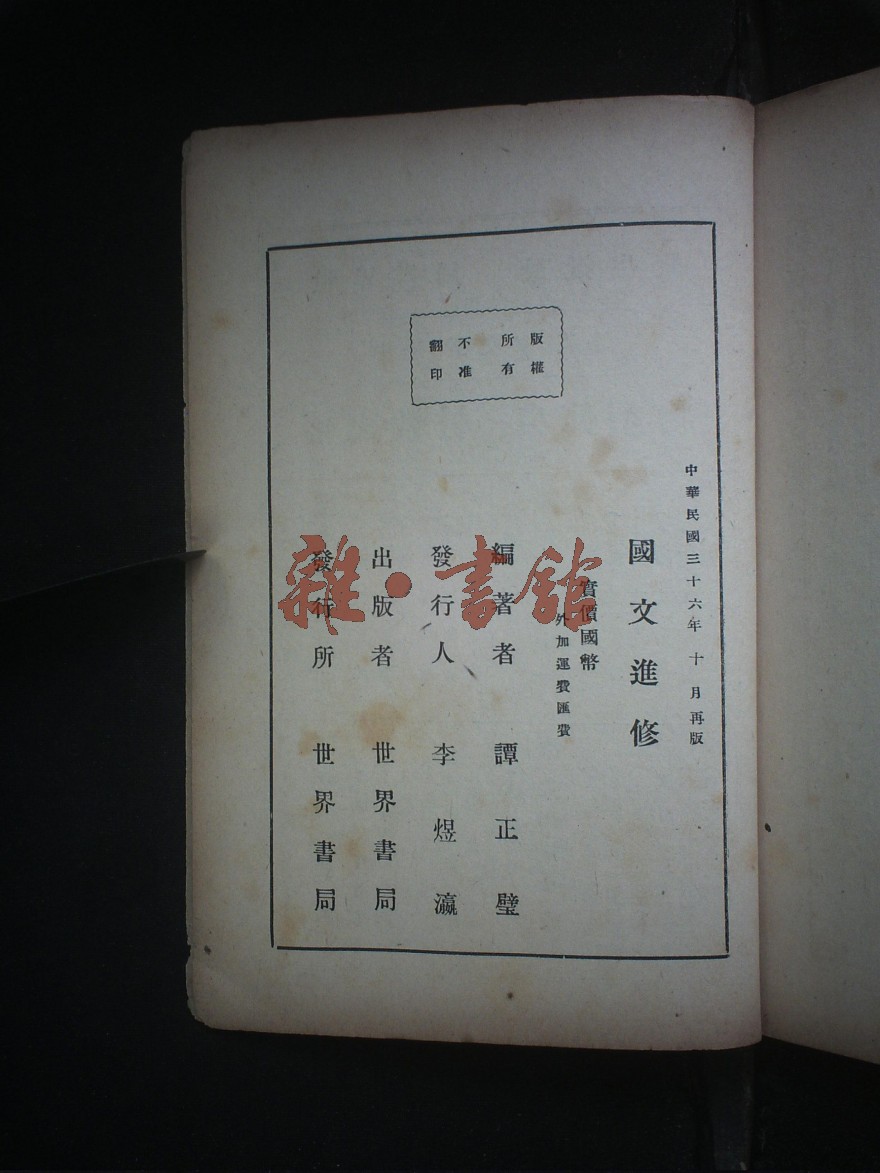 中華民國三十六年十月再版
國文進修
實價國幣
外加運費匯費
編著者 譚正璧
發行人 李煜瀛
出版者 世界書局
發行所 世界書局
版權
所有
不准
翻印
雜·書館